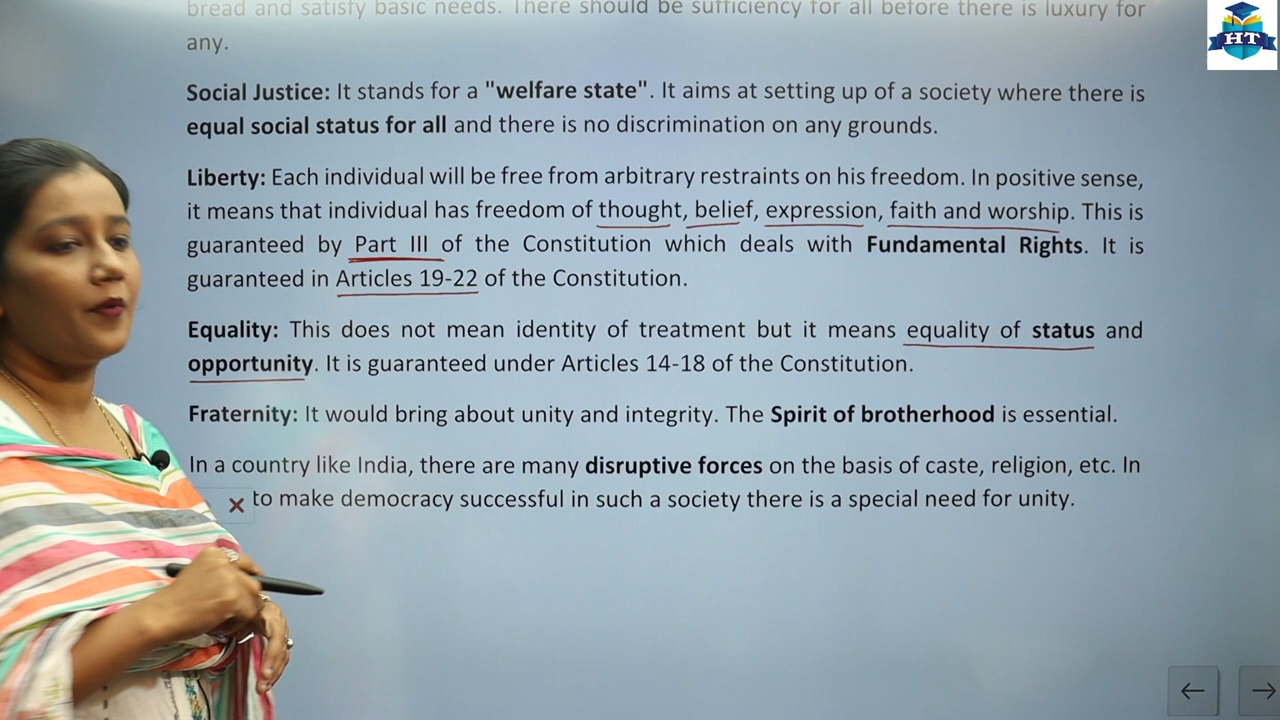 bread and satisfy basic needs. There should be sufficiency for all before there is luxury for
any.
Social Justice: It stands for a "welfare state". It aims at setting up of a society where there is
equal social status for all and there is no discrimination on any grounds.
Liberty: Each individual will be free from arbitrary restraints on his freedom. In positive sense,
it means that individual has freedom of thought, belief, expression, faith and worship. This is
guaranteed by Part III of the Constitution which deals with Fundamental Rights. It is
guaranteed in Articles 19-22 of the Constitution.
Equality: This does not mean identity of treatment but it means equality of status and
opportunity. It is guaranteed under Articles 14-18 of the Constitution.
Fraternity: It would bring about unity and integrity. The Spirit of brotherhood is essential.
In a country like India, there are many disruptive forces on the basis of caste, religion, etc. In
to make democracy successful in such a society there is a special need for unity.
HT